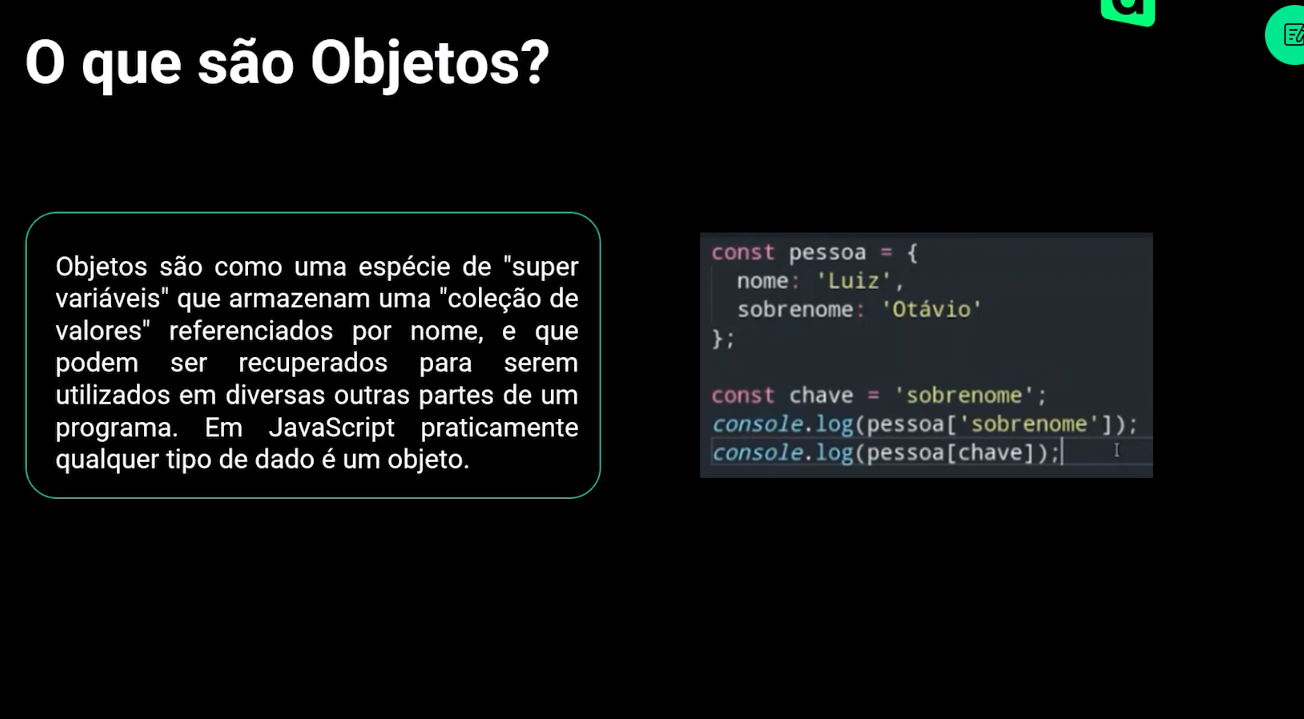 O que são Objetos?
Objetos são como uma espécie de "super
variáveis" que armazenam uma "coleção de
valores" referenciados por nome, e que
podem ser recuperados para serem
utilizados em diversas outras partes de um
programa. Em JavaScript praticamente
qualquer tipo de dado é um objeto.
const pessoa = {
  nome: 'Luiz',
  sobrenome: 'Otávio'
};
const chave = 'sobrenome';
console.log(pessoa['sobrenome']);
console.log(pessoa[chave]);